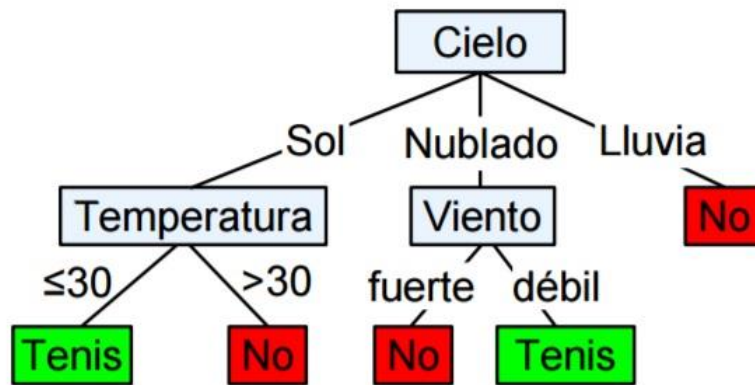 Cielo
Sol Nublado Lluvia
Temperatura Viento No
≤30 >30 fuerte débil
Tenis No No Tenis